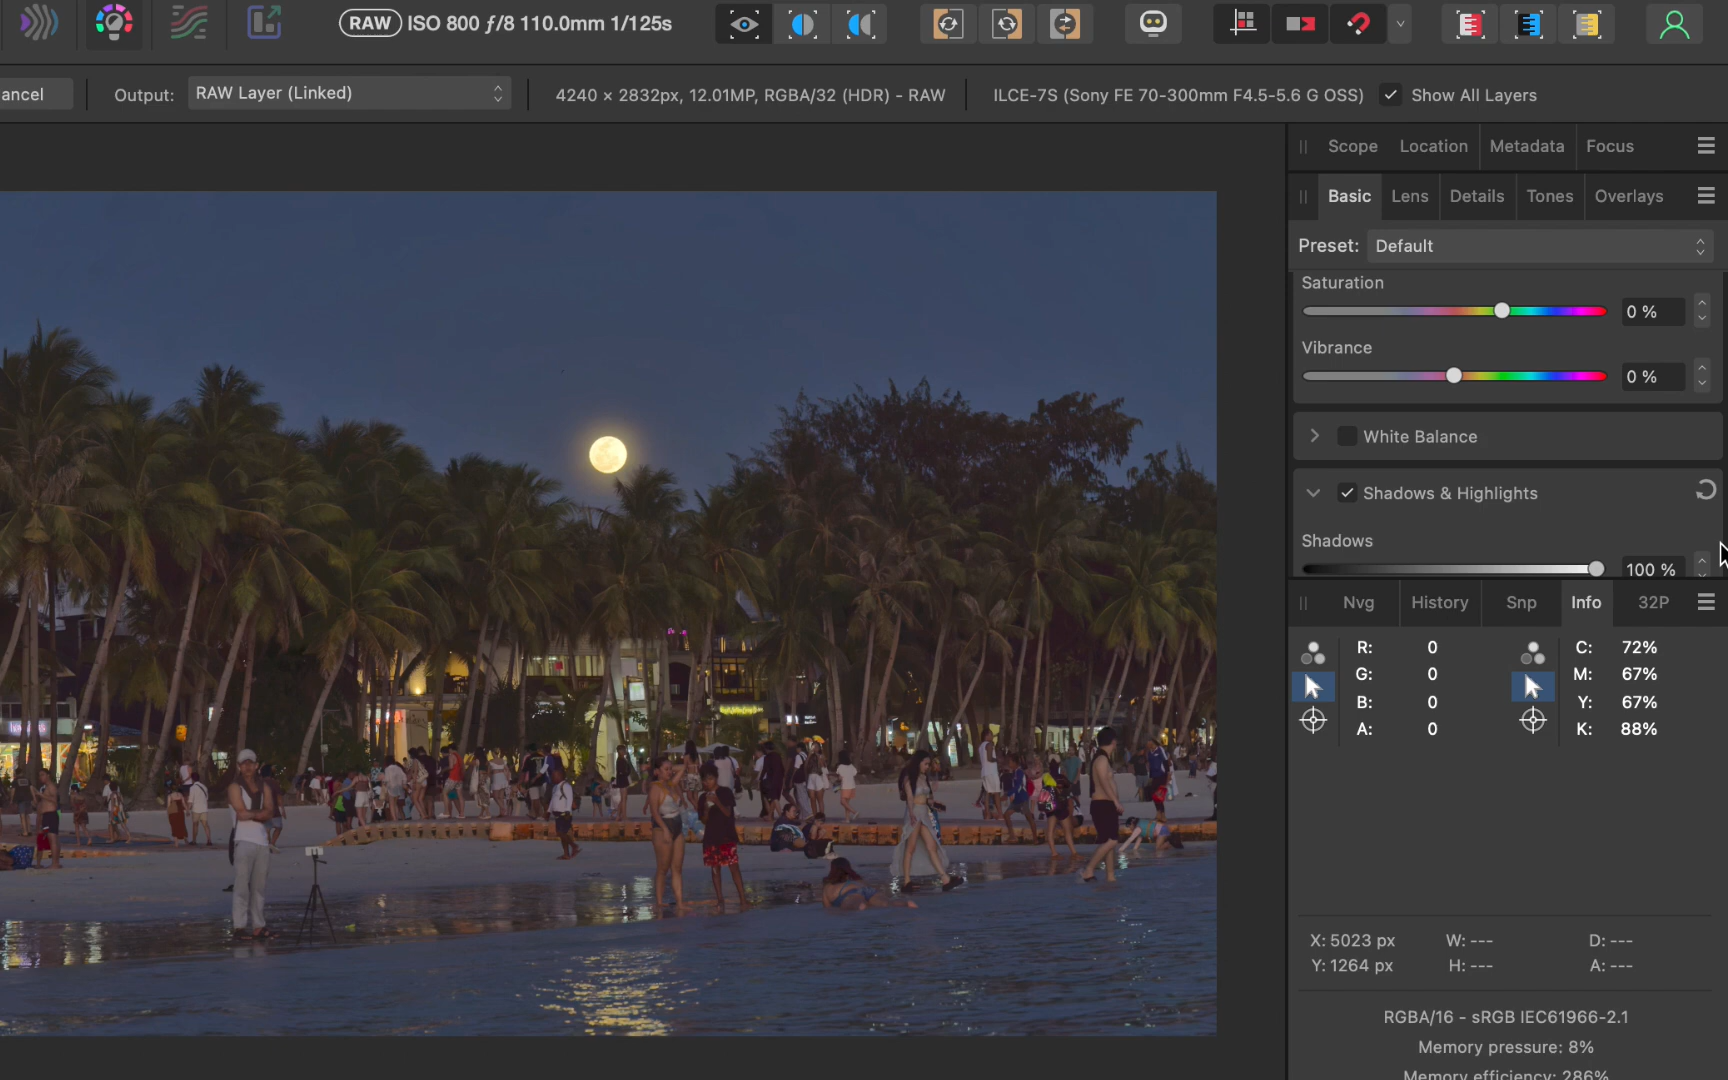 RAW ISO 800 ƒ/8 110.0mm 1/125s
ancel Output: RAW Layer (Linked) 4240 × 2832px, 12.01MP, RGBA/32 (HDR) - RAW ILCE-7S (Sony FE 70-300mm F4.5-5.6 G OSS) Show All Layers
Scope Location Metadata Focus
Basic Lens Details Tones Overlays
Preset: Default
Saturation
0 %
Vibrance
0 %
White Balance
Shadows & Highlights
Shadows
100 %
Nvg History Snp Info 32P
R: 0 C: 72%
G: 0 M: 67%
B: 0 Y: 67%
A: 0 K: 88%
X: 5023 px W: --- D: ---
Y: 1264 px H: --- A: ---
RGBA/16 - sRGB IEC61966-2.1
Memory pressure: 8%
Memory efficiency: 286%